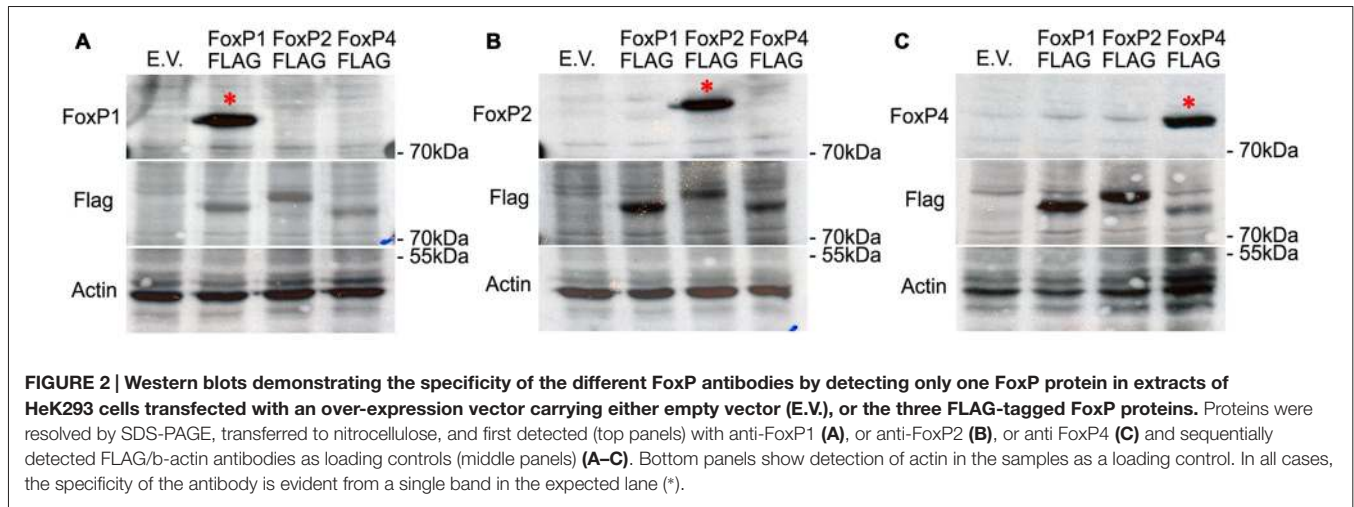 A
E.V.
FoxP1 FoxP2 FoxP4
FLAG FLAG FLAG
*
FoxP1
- 70kDa
Flag
- 70kDa
- 55kDa
Actin
B
E.V.
FoxP1 FoxP2 FoxP4
FLAG FLAG FLAG
*
FoxP2
- 70kDa
Flag
- 70kDa
- 55kDa
Actin
C
E.V.
FoxP1 FoxP2 FoxP4
FLAG FLAG FLAG
*
FoxP4
- 70kDa
Flag
- 70kDa
- 55kDa
Actin
FIGURE 2 | Western blots demonstrating the specificity of the different FoxP antibodies by detecting only one FoxP protein in extracts of
HeK293 cells transfected with an over-expression vector carrying either empty vector (E.V.), or the three FLAG-tagged FoxP proteins. Proteins were
resolved by SDS-PAGE, transferred to nitrocellulose, and first detected (top panels) with anti-FoxP1 (A), or anti-FoxP2 (B), or anti FoxP4 (C) and sequentially
detected FLAG/b-actin antibodies as loading controls (middle panels) (A–C). Bottom panels show detection of actin in the samples as a loading control. In all cases,
the specificity of the antibody is evident from a single band in the expected lane (*).